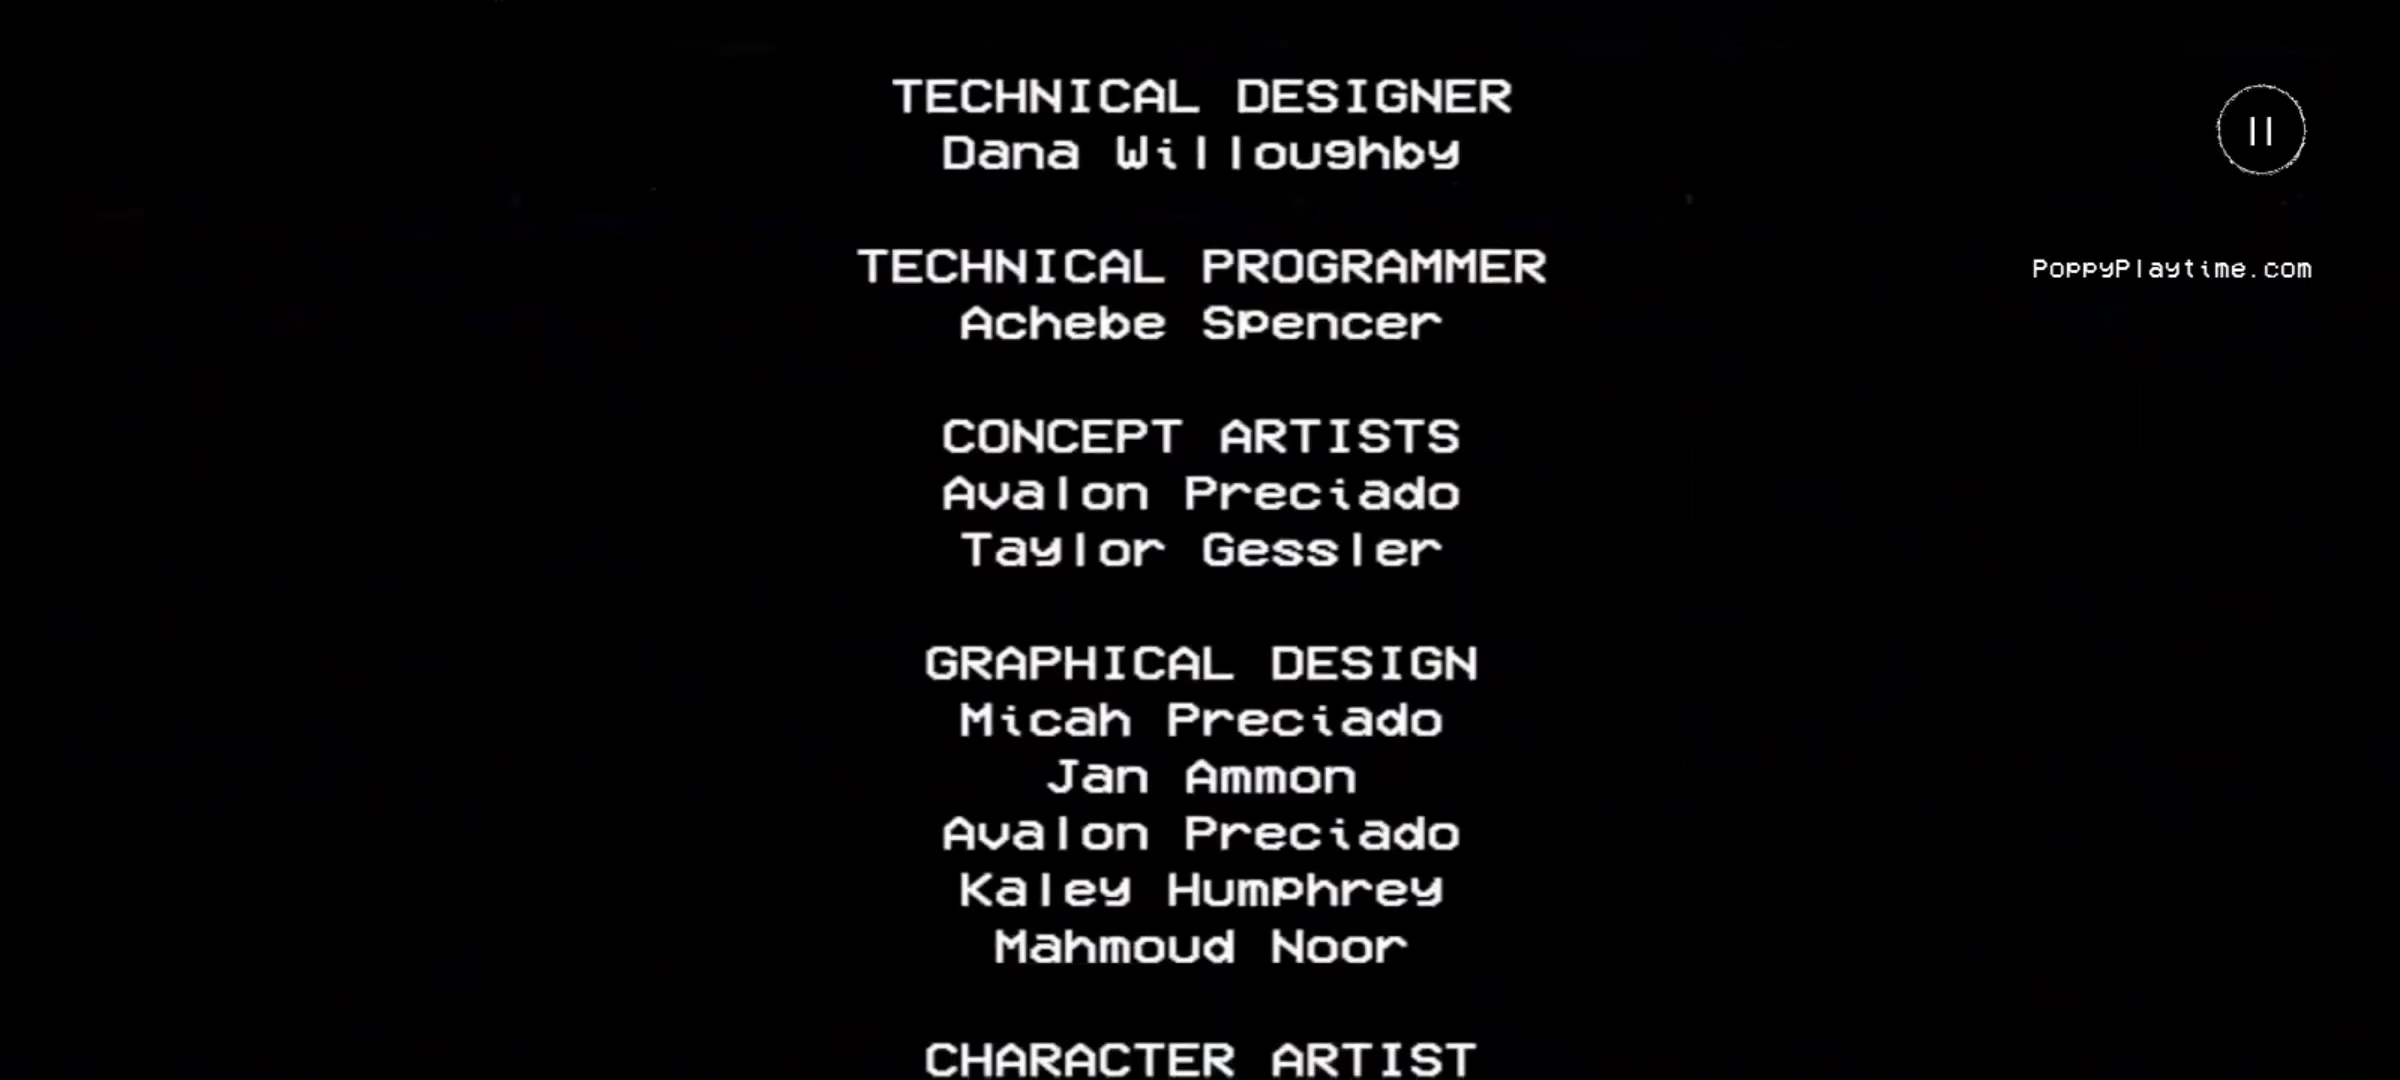 TECHNICAL DESIGNER
Dana Willoughby
TECHNICAL PROGRAMMER
Achebe Spencer
PoppyPlaytime.com
CONCEPT ARTISTS
Avalon Preciado
Taylor Gessler
GRAPHICAL DESIGN
Micah Preciado
Jan Ammon
Avalon Preciado
Kaley Humphrey
Mahmoud Noor
CHARACTER ARTIST